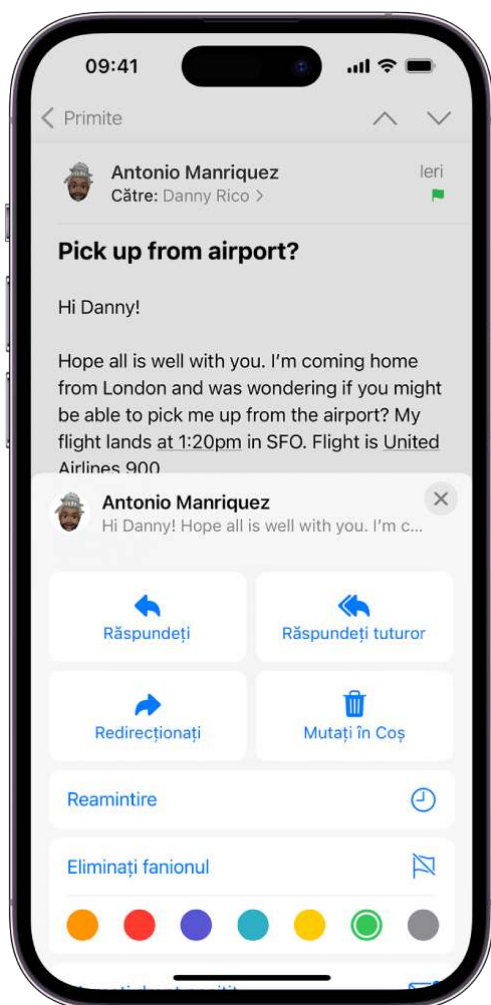 09:41
Primite
Antonio Manriquez
Ieri
Către: Danny Rico >
Pick up from airport?
Hi Danny!
Hope all is well with you. I'm coming home
from London and was wondering if you might
be able to pick me up from the airport? My
flight lands at 1:20pm in SFO. Flight is United
Airlines 900
Antonio Manriquez
Hi Danny! Hope all is well with you. I'm c...
Răspundeți
Răspundeți tuturor
Redirecționați
Mutați în Coș
Reamintire
Eliminați fanionul